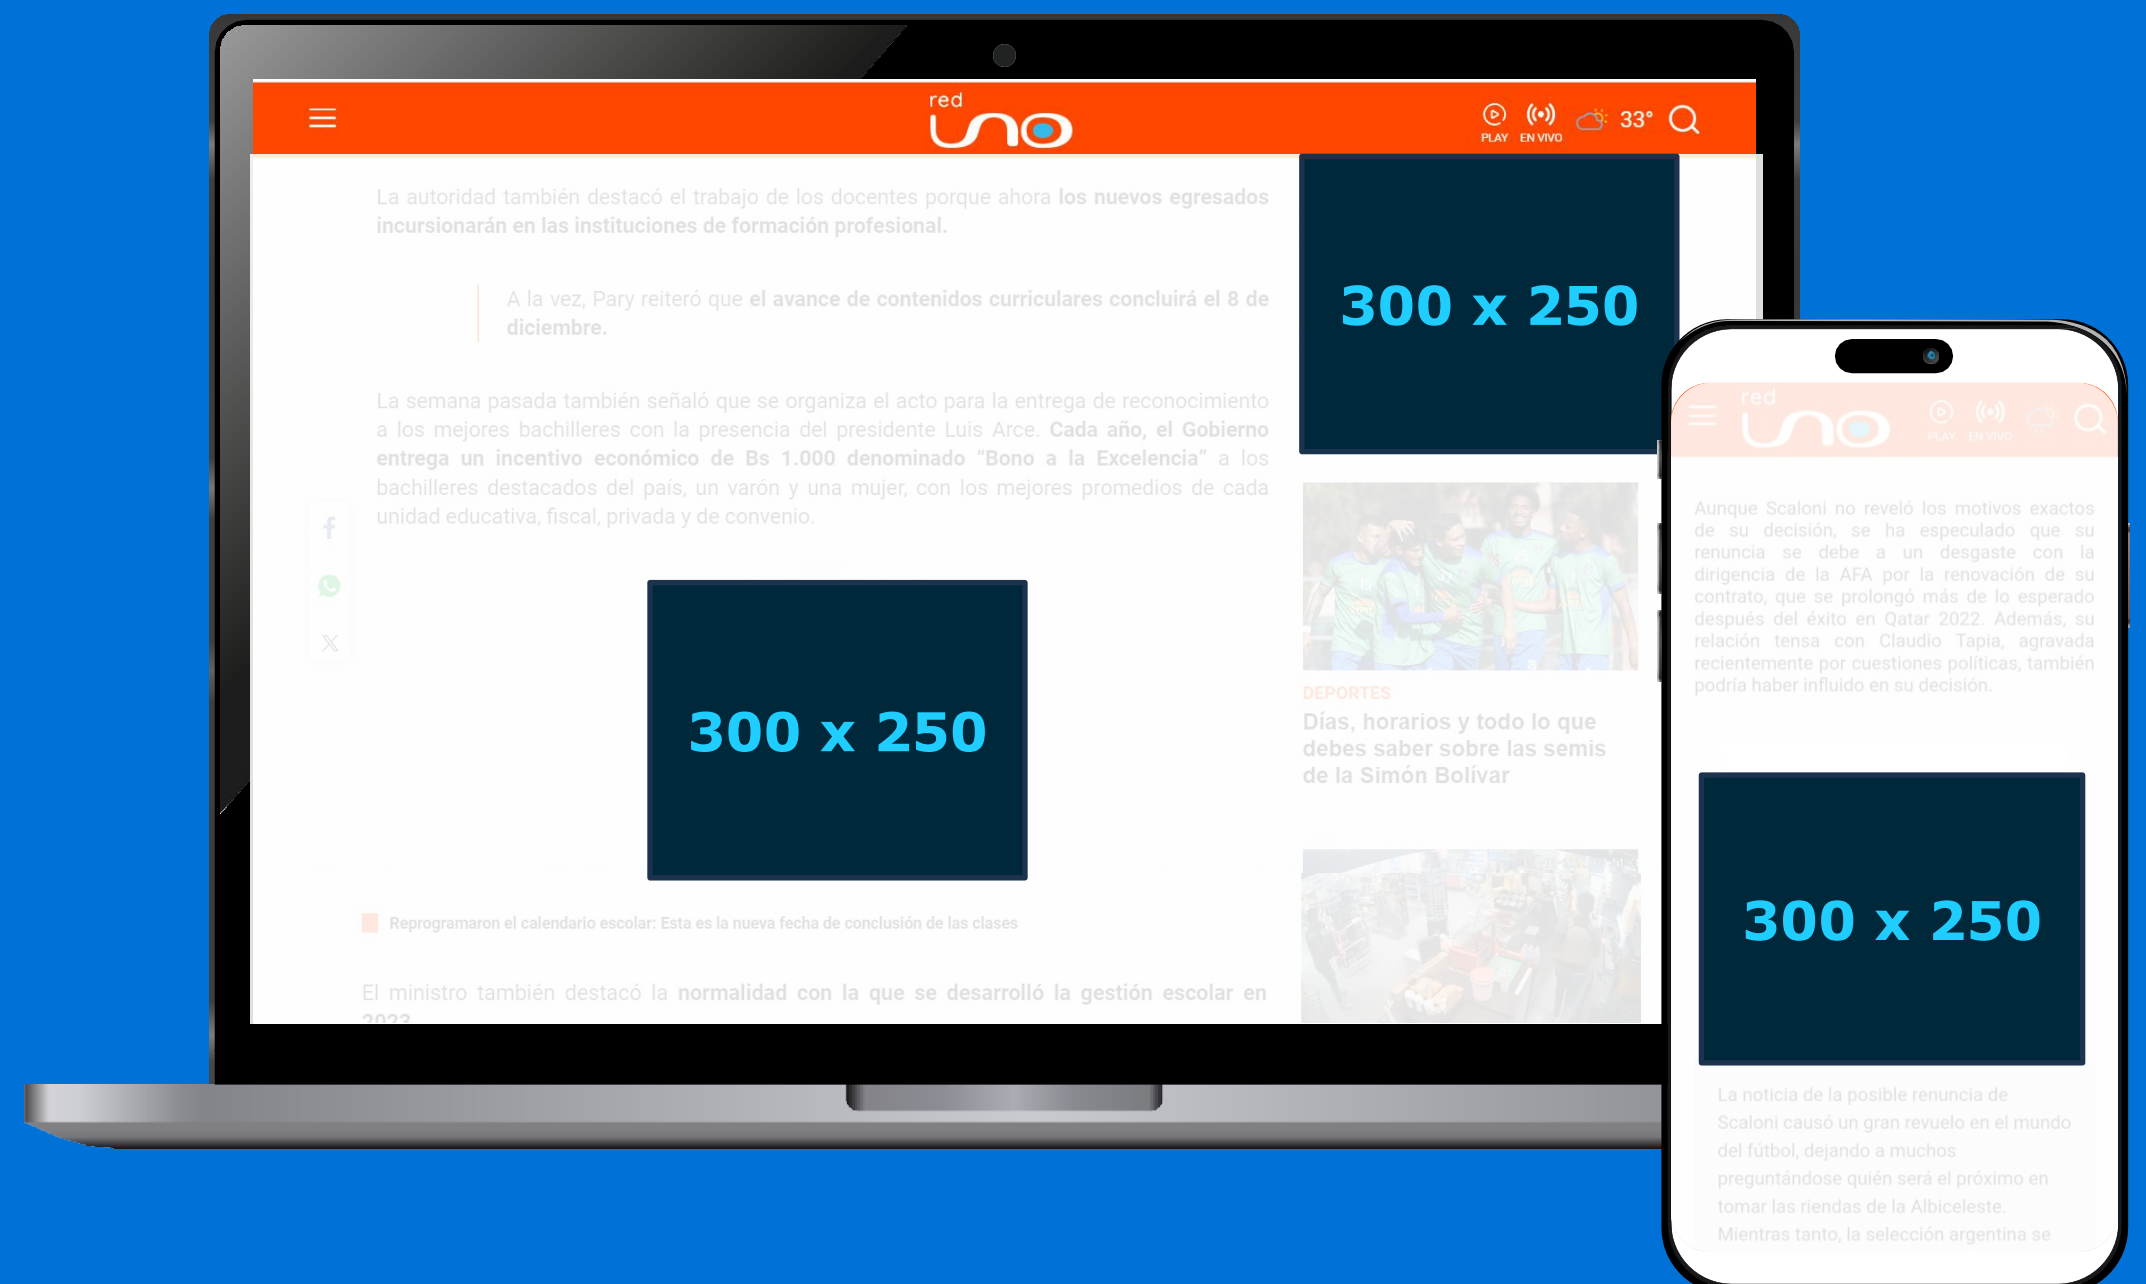 red
uno
PLAY
EN VIVO
33°
La autoridad también destacó el trabajo de los docentes porque ahora los nuevos egresados
incursionarán en las instituciones de formación profesional.
A la vez, Pary reiteró que el avance de contenidos curriculares concluirá el 8 de
diciembre.
La semana pasada también señaló que se organiza el acto para la entrega de reconocimiento
a los mejores bachilleres con la presencia del presidente Luis Arce. Cada año, el Gobierno
entrega un incentivo económico de Bs 1.000 denominado “Bono a la Excelencia” a los
bachilleres destacados del país, un varón y una mujer, con los mejores promedios de cada
unidad educativa, fiscal, privada y de convenio.
300 x 250
Reprogramaron el calendario escolar: Esta es la nueva fecha de conclusión de las clases
El ministro también destacó la normalidad con la que se desarrolló la gestión escolar en
2023
300 x 250
DEPORTES
Días, horarios y todo lo que
debes saber sobre las semis
de la Simón Bolívar
red
uno
PLAY
EN VIVO
Aunque Scaloni no reveló los motivos exactos
de su decisión, se ha especulado que su
renuncia se debe a un desgaste con la
dirigencia de la AFA por la renovación de su
contrato, que se prolongó más de lo esperado
después del éxito en Qatar 2022. Además, su
relación tensa con Claudio Tapia, agravada
recientemente por cuestiones políticas, también
podría haber influido en su decisión.
300 x 250
La noticia de la posible renuncia de
Scaloni causó un gran revuelo en el mundo
del fútbol, dejando a muchos
preguntándose quién será el próximo en
tomar las riendas de la Albiceleste.
Mientras tanto, la selección argentina se